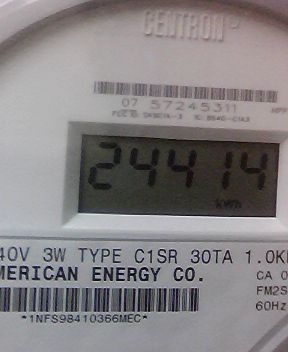 CENTRON
07 57245311
24414
kWh
40V 3W TYPE C1SR 30TA 1.0K
MERICAN ENERGY CO.
CA 0
FM2S
60Hz
*1NFS98410366MEC*